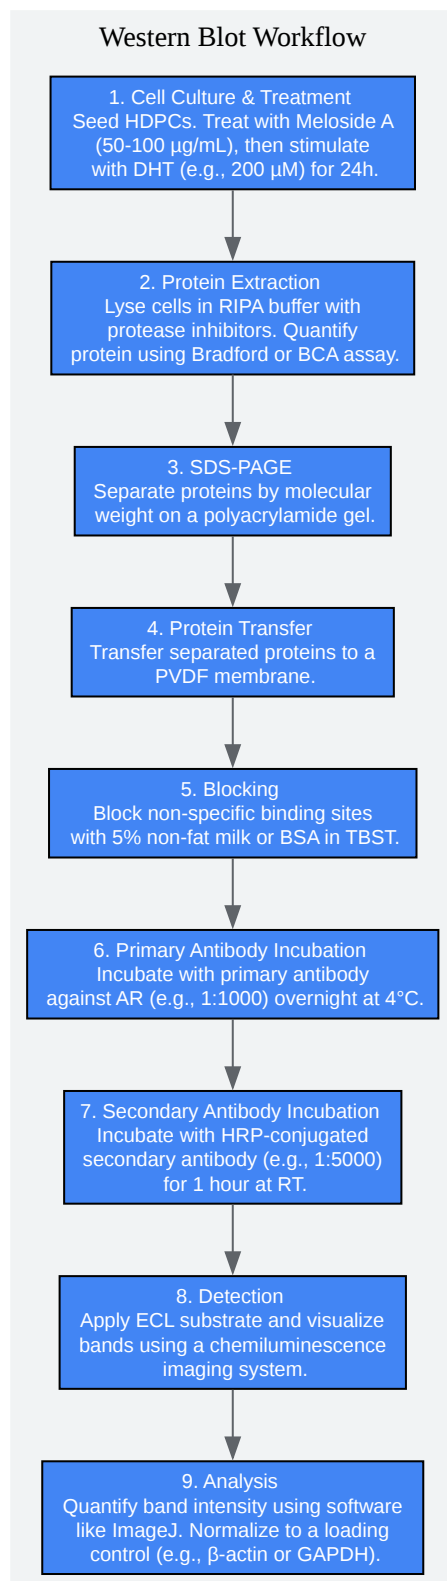 Western Blot Workflow
1. Cell Culture & Treatment
Seed HDPCs. Treat with Meloside A
(50-100 µg/mL), then stimulate
with DHT (e.g., 200 µM) for 24h.
2. Protein Extraction
Lyse cells in RIPA buffer with
protease inhibitors. Quantify
protein using Bradford or BCA assay.
3. SDS-PAGE
Separate proteins by molecular
weight on a polyacrylamide gel.
4. Protein Transfer
Transfer separated proteins to a
PVDF membrane.
5. Blocking
Block non-specific binding sites
with 5% non-fat milk or BSA in TBST.
6. Primary Antibody Incubation
Incubate with primary antibody
against AR (e.g., 1:1000) overnight at 4°C.
7. Secondary Antibody Incubation
Incubate with HRP-conjugated
secondary antibody (e.g., 1:5000)
for 1 hour at RT.
8. Detection
Apply ECL substrate and visualize
bands using a chemiluminescence
imaging system.
9. Analysis
Quantify band intensity using software
like ImageJ. Normalize to a loading
control (e.g., β-actin or GAPDH).